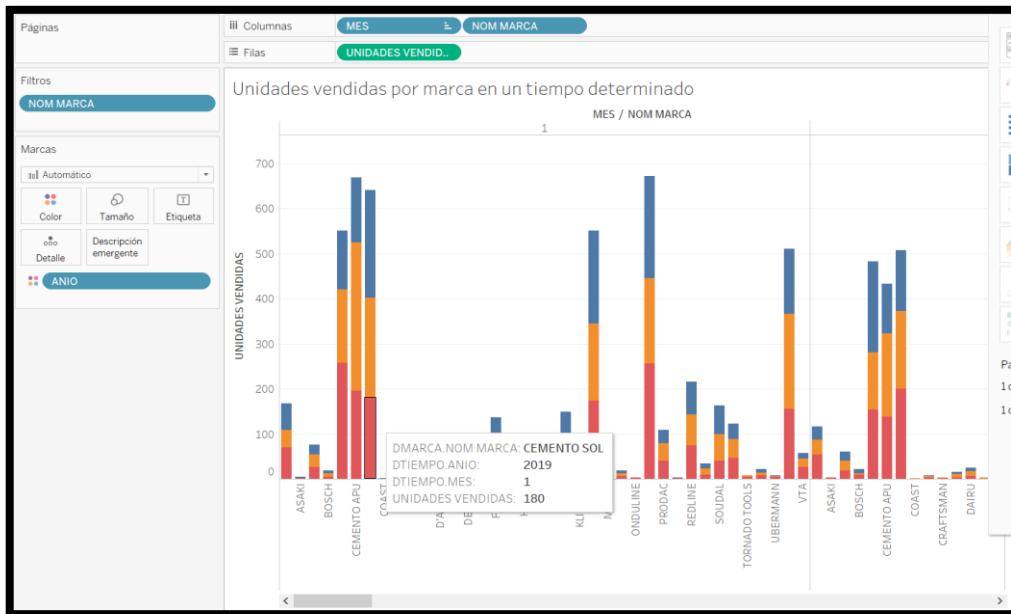 Páginas
Columnas
MES
NOM MARCA
Filas
UNIDADES VENDID..
Filtros
NOM MARCA
Marcas
Automático
Color
Tamaño
Etiqueta
Detalle
Descripción
emergente
ANIO
Unidades vendidas por marca en un tiempo determinado
MES / NOM MARCA
1
UNIDADES VENDIDAS
700
600
500
400
300
200
100
0
DMARCA.NOM MARCA: CEMENTO SOL
DTIEMPO.ANIO: 2019
DTIEMPO.MES: 1
UNIDADES VENDIDAS: 180
ASAKI
BOSCH
CEMENTO APU
ONDULINE
PRODAC
REDLINE
SOUDAL
TORNADO TOOLS
UBERMANN
VTA
ASAKI
BOSCH
CEMENTO APU
COAST
CRAFTSMAN
DAIRU